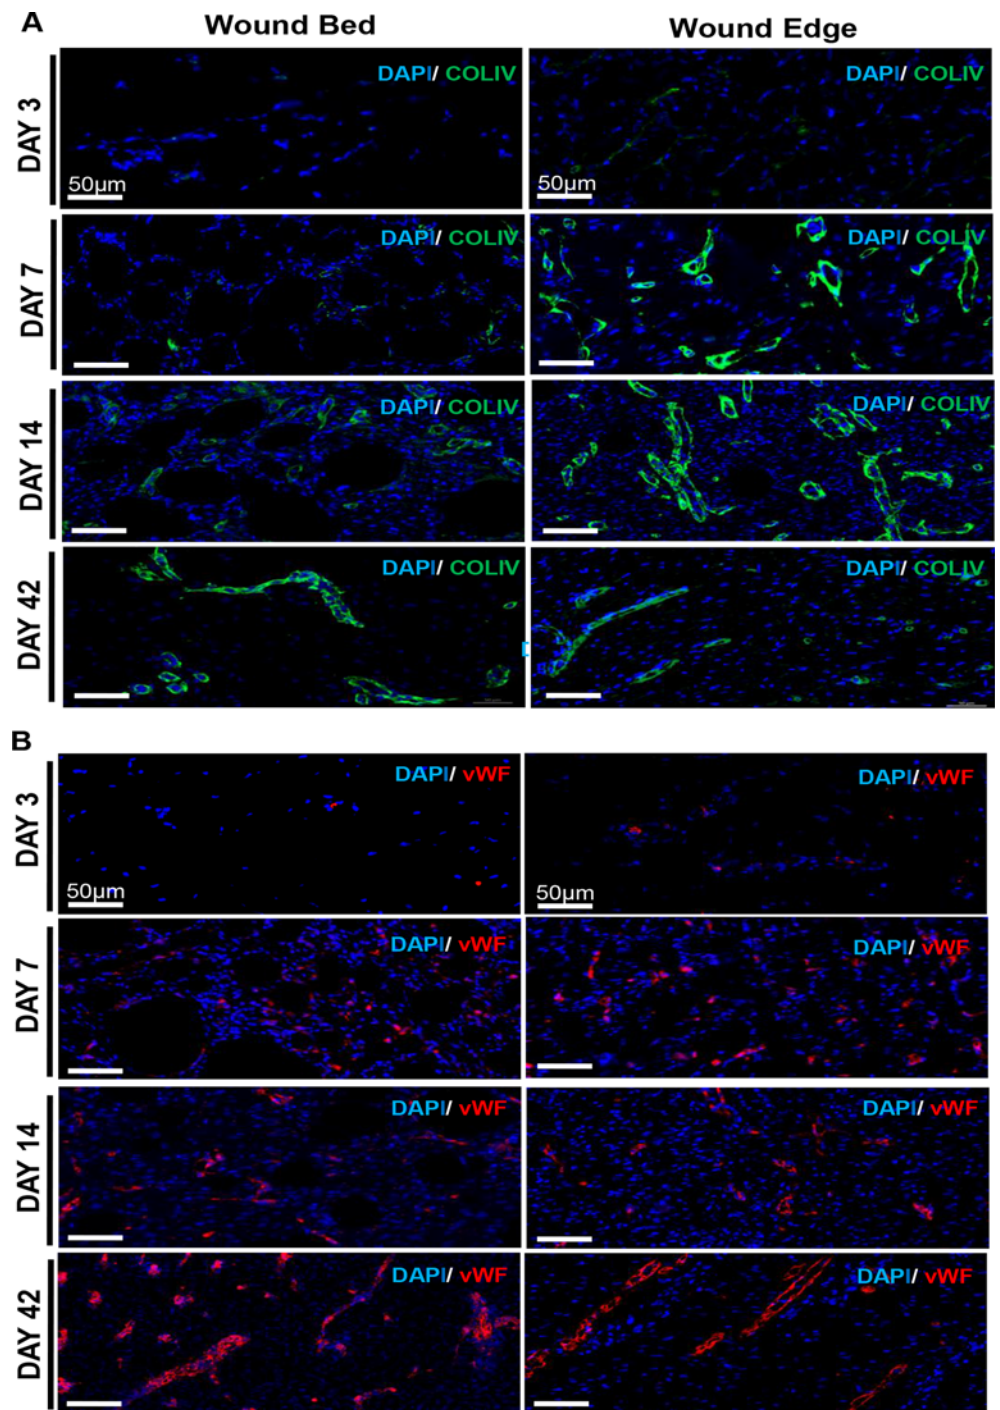 A
Wound Bed
Wound Edge
DAY 3
DAPI/ COLIV
DAPI/ COLIV
50µm
50µm
DAY 7
DAPI/ COLIV
DAPI/ COLIV
DAY 14
DAPI/ COLIV
DAPI/ COLIV
DAY 42
DAPI/ COLIV
DAPI/ COLIV
B
DAY 3
DAPI/ vWF
DAPI/ vWF
50µm
50µm
DAY 7
DAPI/ vWF
DAPI/ vWF
DAY 14
DAPI/ vWF
DAPI/ vWF
DAY 42
DAPI/ vWF
DAPI/ vWF